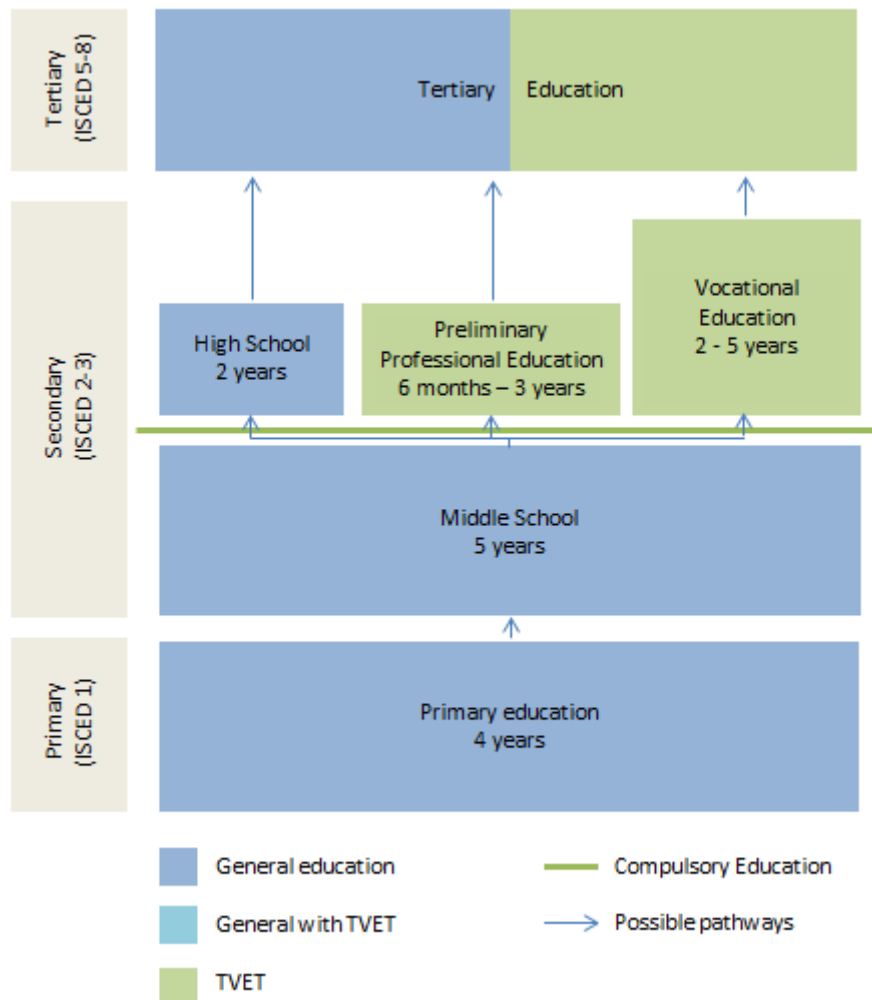 Tertiary
(ISCED 5-8)
Tertiary Education
Secondary
(ISCED 2-3)
High School
2 years
Preliminary
Professional Education
6 months – 3 years
Vocational
Education
2 - 5 years
Middle School
5 years
Primary
(ISCED 1)
Primary education
4 years
General education
Compulsory Education
General with TVET
Possible pathways
TVET